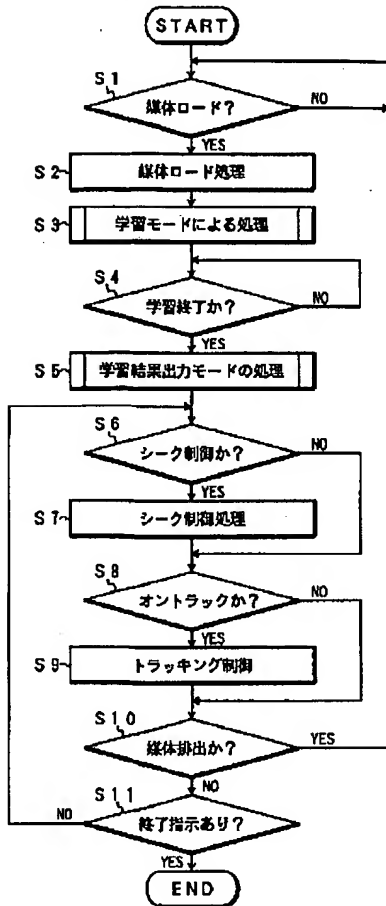 START
S1
媒体ロード?
NO
YES
S2
媒体ロード処理
S3
学習モードによる処理
S4
学習終了か?
NO
YES
S5
学習結果出力モードの処理
S6
シーク制御か?
NO
YES
S7
シーク制御処理
S8
オントラックか?
NO
YES
S9
トラッキング制御
S10
媒体排出か?
YES
NO
S11
終了指示あり?
NO
YES
END